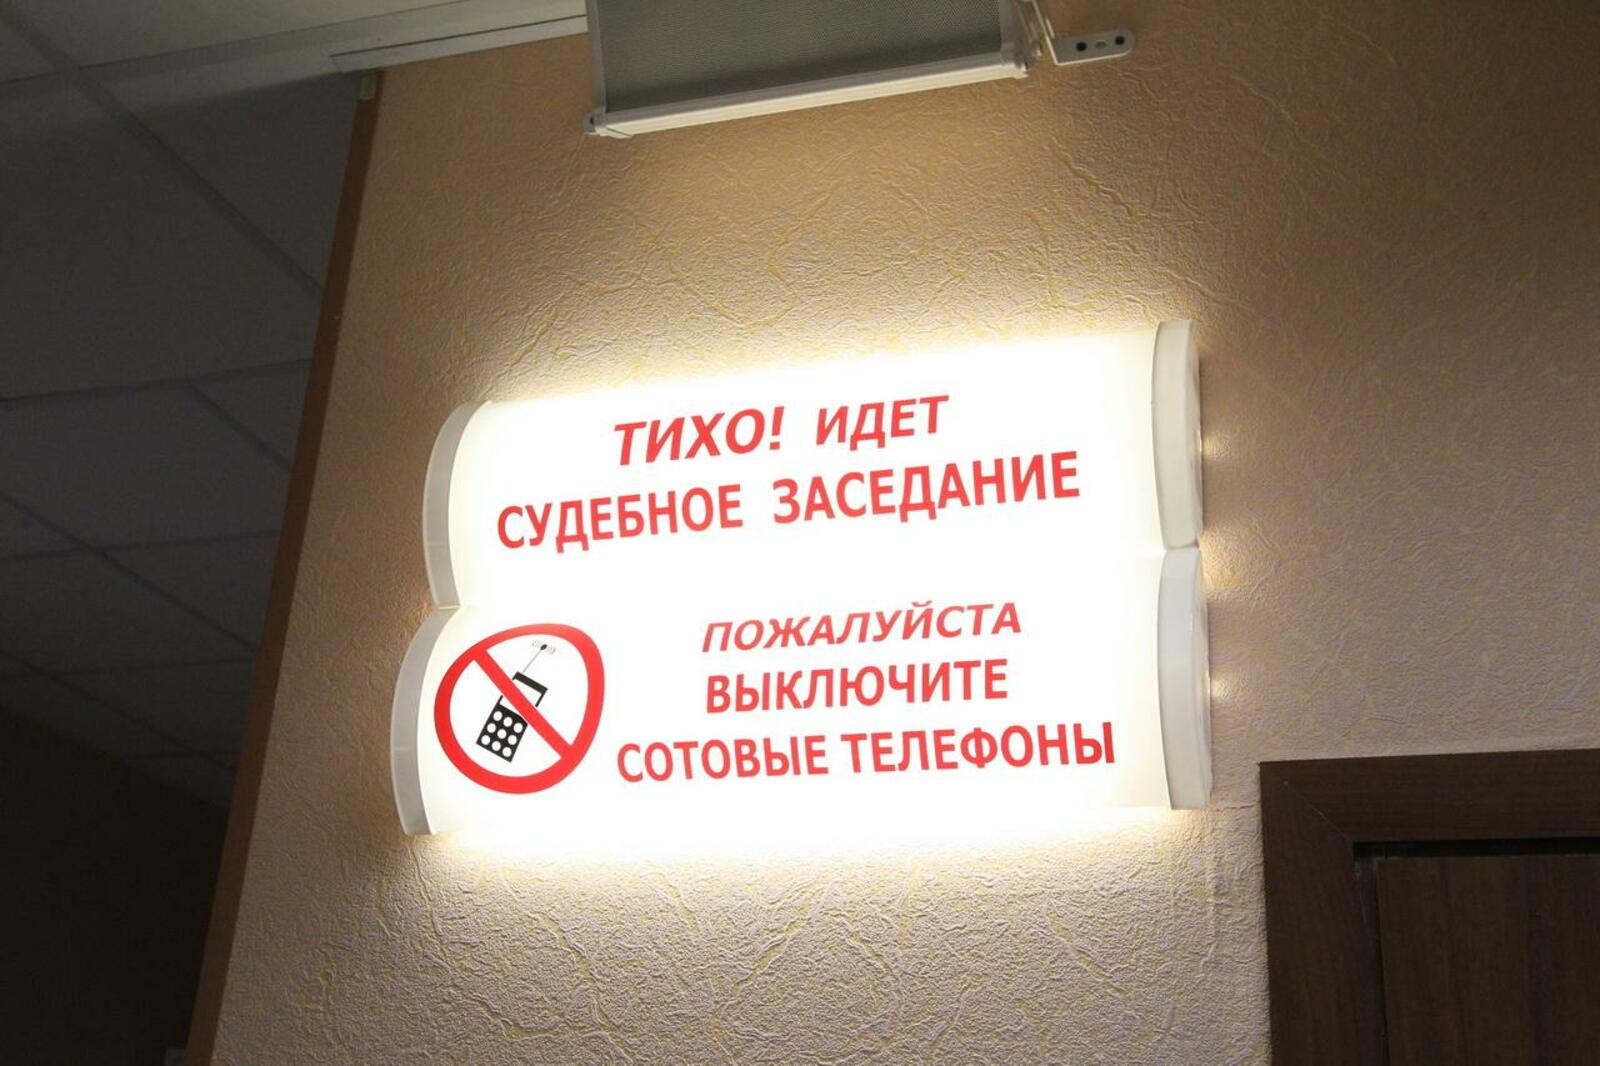 ТИХО! ИДЕТ
СУДЕБНОЕ ЗАСЕДАНИЕ
ПОЖАЛУЙСТА
ВЫКЛЮЧИТЕ
СОТОВЫЕ ТЕЛЕФОНЫ